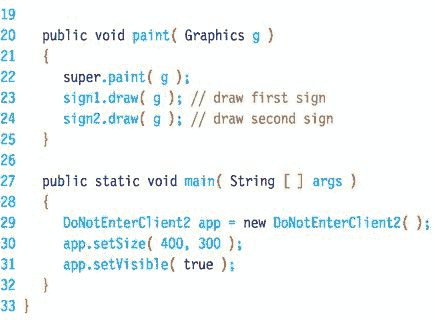 19
20 public void paint( Graphics g )
21 {
22 super.paint( g );
23 sign1.draw( g ); // draw first sign
24 sign2.draw( g ); // draw second sign
25 }
26
27 public static void main( String [ ] args )
28 {
29 DoNotEnterClient2 app = new DoNotEnterClient2( );
30 app.setSize( 400, 300 );
31 app.setVisible( true );
32 }
33 }